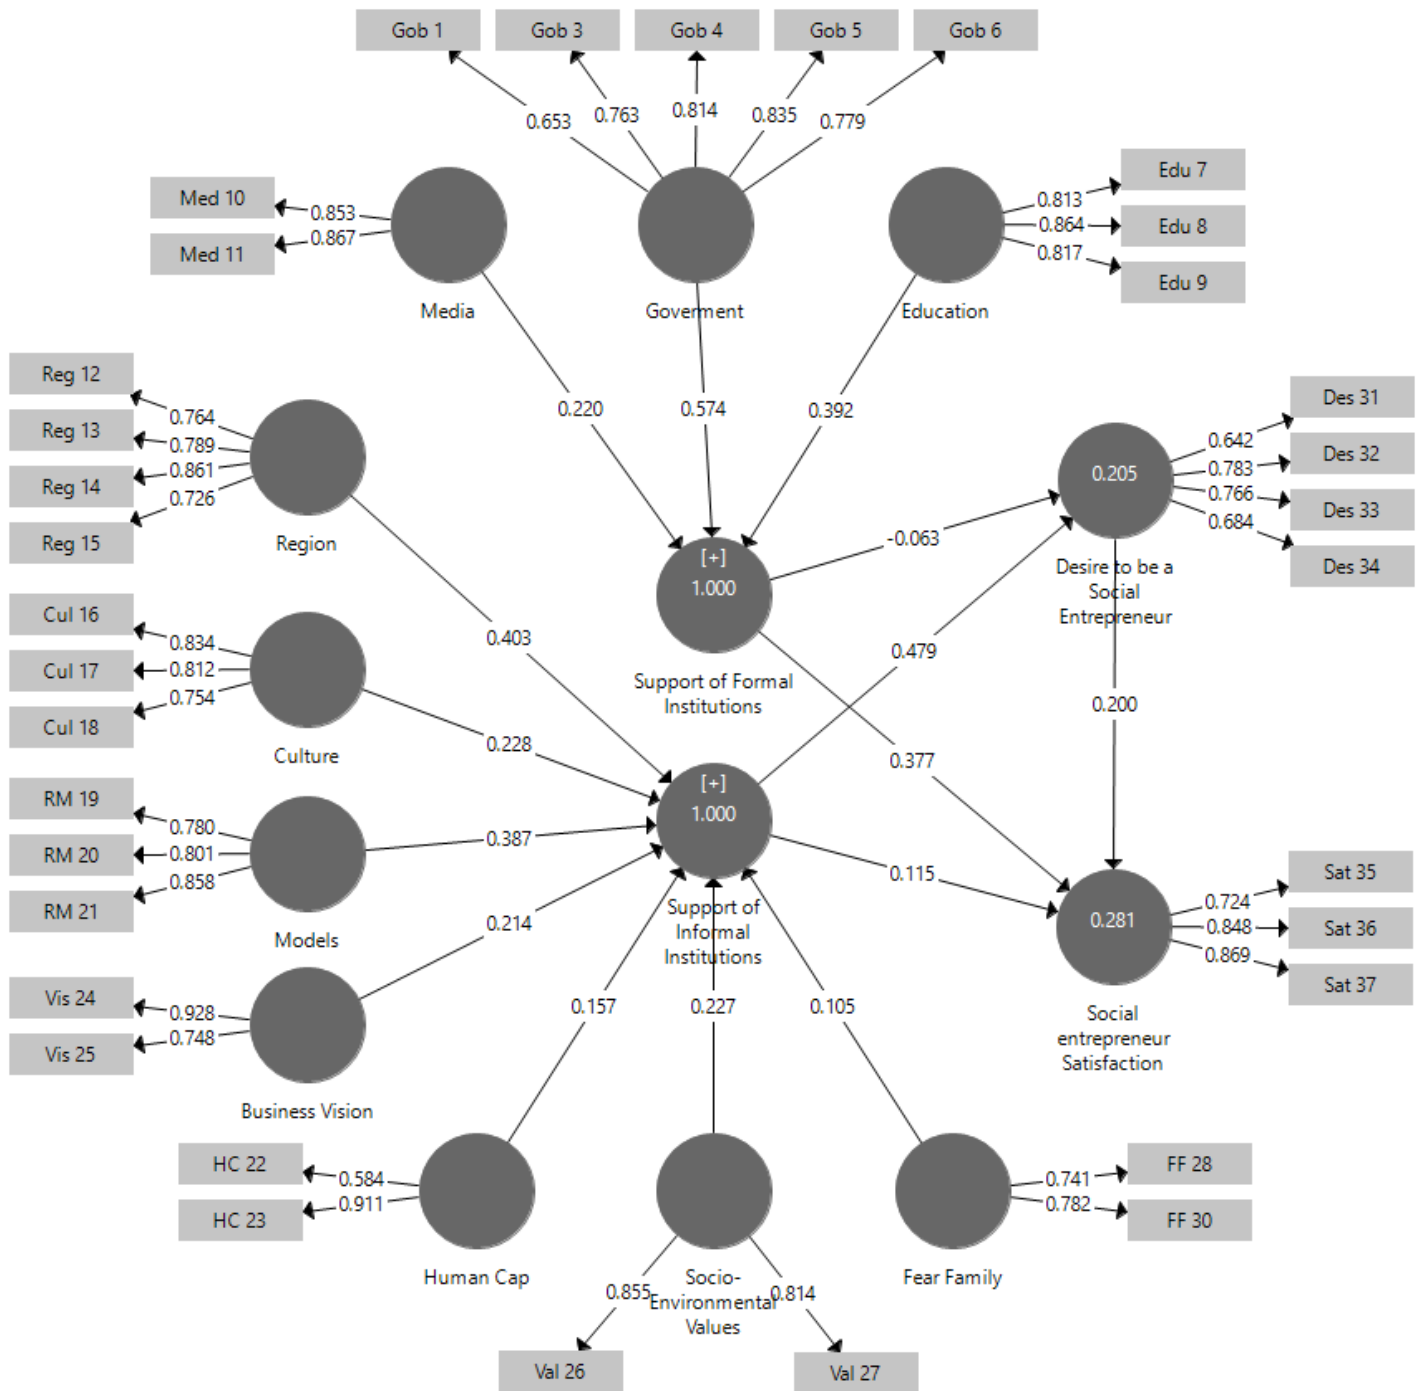 Gob 1
Gob 3
Gob 4
Gob 5
Gob 6
0.653
0.763
0.814
0.835
0.779
Med 10
Med 11
0.853
0.867
Edu 7
Edu 8
Edu 9
0.813
0.864
0.817
Media
Goverment
Education
0.220
0.574
0.392
Reg 12
Reg 13
Reg 14
Reg 15
0.764
0.789
0.861
0.726
Region
0.403
Des 31
Des 32
Des 33
Des 34
0.642
0.783
0.766
0.684
0.205
Desire to be a
Social
Entrepreneur
-0.063
[+]
1.000
Support of Formal
Institutions
0.479
0.377
0.200
Cul 16
Cul 17
Cul 18
0.834
0.812
0.754
Culture
0.228
RM 19
RM 20
RM 21
0.780
0.801
0.858
Models
0.387
[+]
1.000
Support of
Informal
Institutions
0.115
0.281
Social
entrepreneur
Satisfaction
Sat 35
Sat 36
Sat 37
0.724
0.848
0.869
Vis 24
Vis 25
0.928
0.748
Business Vision
0.214
0.157
0.227
0.105
HC 22
HC 23
0.584
0.911
Human Cap
Socio-
Environmental
Values
0.855
0.814
Val 26
Val 27
Fear Family
0.741
0.782
FF 28
FF 30